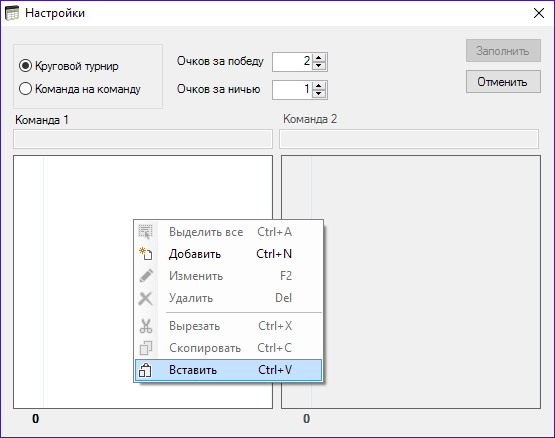 Настройки
Круговой турнир
Команда на команду
Очков за победу 2
Очков за ничью 1
Заполнить
Отменить
Команда 1
Команда 2
Выделить все Ctrl+A
Добавить Ctrl+N
Изменить F2
Удалить Del
Вырезать Ctrl+X
Скопировать Ctrl+C
Вставить Ctrl+V
0
0